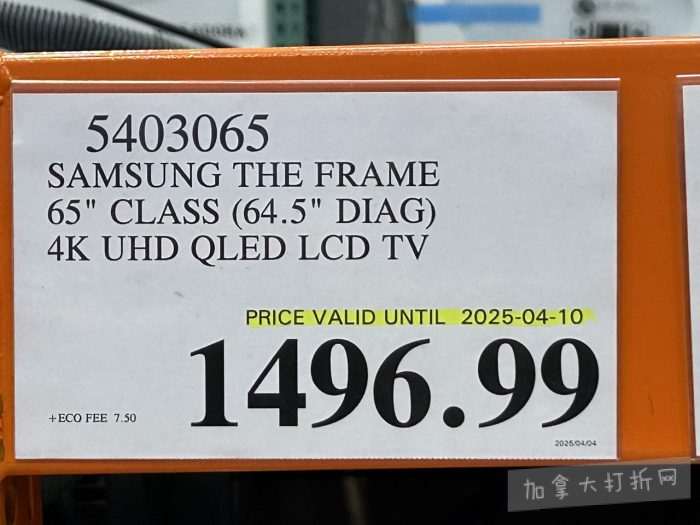 5403065
SAMSUNG THE FRAME
65" CLASS (64.5" DIAG)
4K UHD QLED LCD TV
PRICE VALID UNTIL 2025-04-10
1496.99
+ECO FEE 7.50
2025/04/04
加拿大打折网